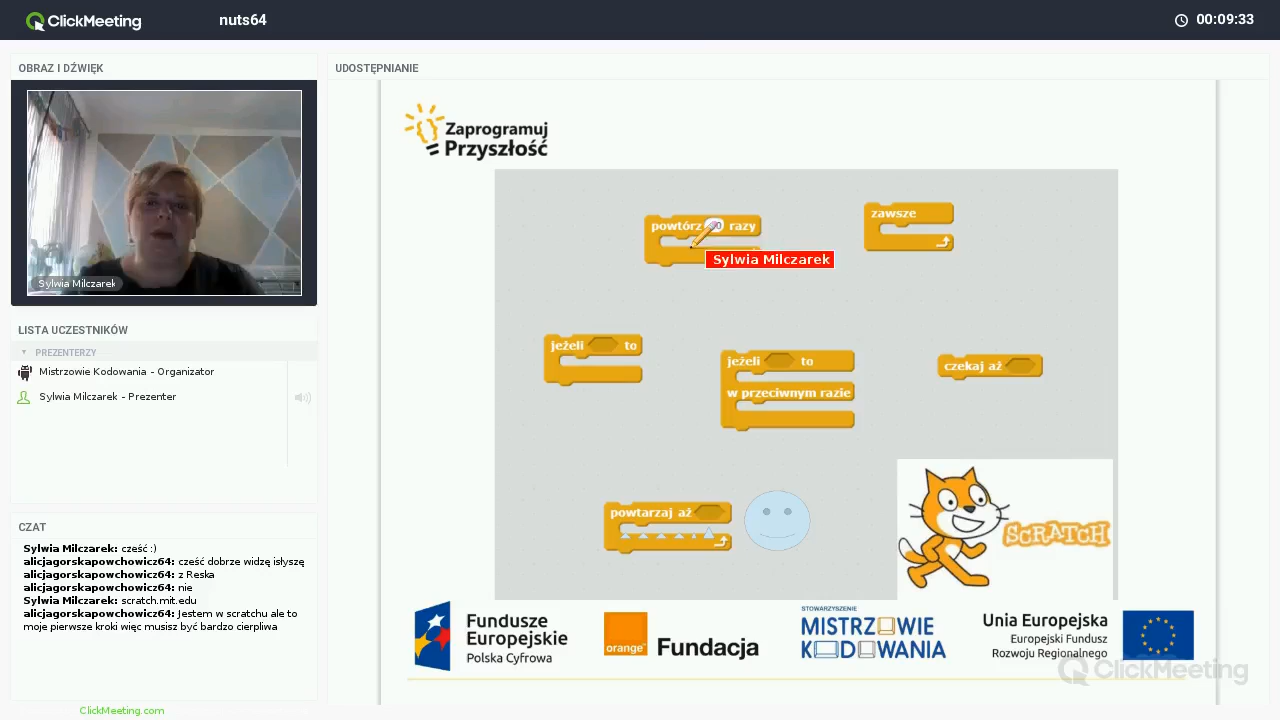 ClickMeeting
nuts64
00:09:33
OBRAZ I DŹWIĘK
Sylwia Milczarek
LISTA UCZESTNIKÓW
PREZENTERZY
Mistrzowie Kodowania - Organizator
Sylwia Milczarek - Prezenter
CZAT
Sylwia Milczarek: cześć :)
alicjagorskapowchowicz64: cześć dobrze widzę isłyszę
alicjagorskapowchowicz64: z Reska
alicjagorskapowchowicz64: nie
Sylwia Milczarek: scratch.mit.edu
alicjagorskapowchowicz64: Jestem w scratchu ale to
moje pierwsze kroki więc musisz być bardzo cierpliwa
ClickMeeting.com
UDOSTĘPNIANIE
Zaprogramuj
Przyszłość
powtórz razy
Sylwia Milczarek
zawsze
jeżeli to
jeżeli to
w przeciwnym razie
czekaj aż
powtarzaj aż
SCRATCH
Fundusze
Europejskie
Polska Cyfrowa
orange
Fundacja
STOWARZYSZENIE
MISTRZOWIE
KODOWANIA
Unia Europejska
Europejski Fundusz
Rozwoju Regionalnego
ClickMeeting